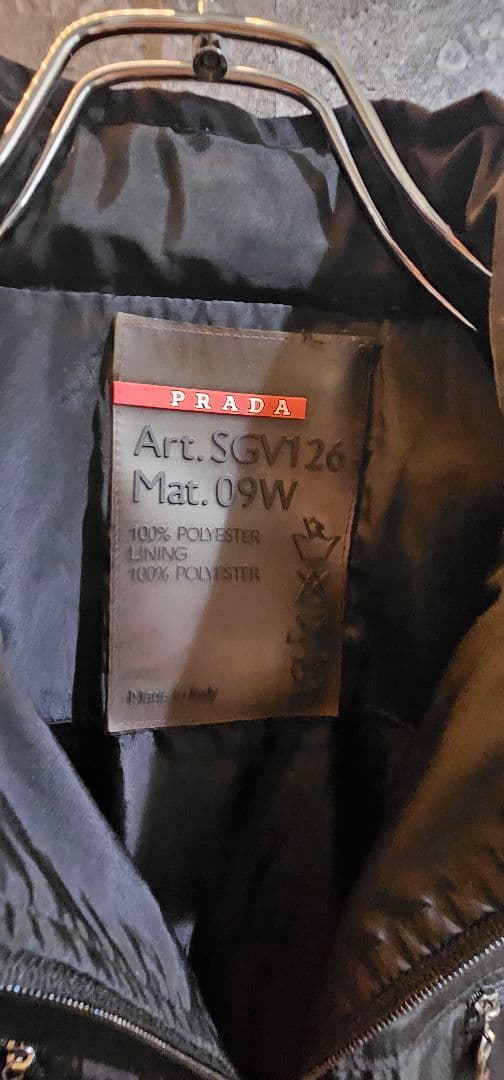 PRADA
Art. SGV126
Mat. 09W
100% POLYESTER
LINING
100% POLYESTER
Made in Italy